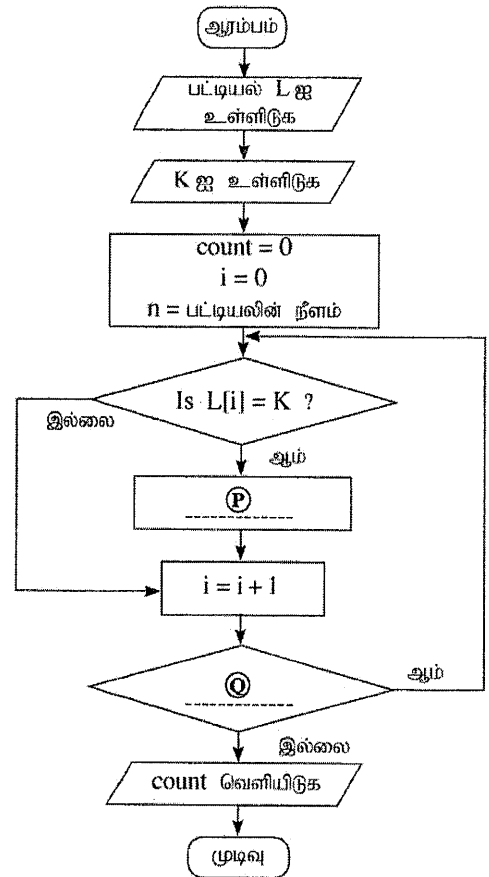 ஆரம்பம்
பட்டியல் L ஐ
உள்ளிடுக
K ஐ உள்ளிடுக
count = 0
i = 0
n = பட்டியலின் நீளம்
Is L[i] = K ?
இல்லை
ஆம்
P
i = i + 1
Q
ஆம்
இல்லை
count வெளியிடுக
முடிவு